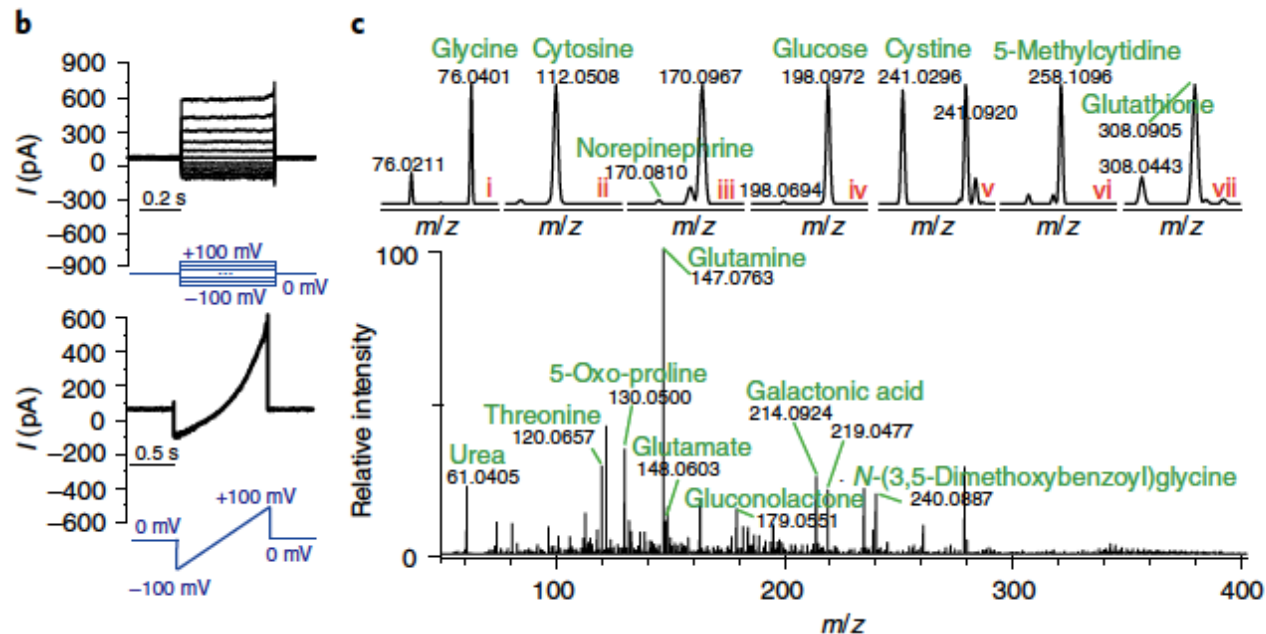 b
900
600
300
0
−300
−600
−900
I (pA)
0.2 s
+100 mV
...
−100 mV
0 mV
600
400
200
0
−200
−400
−600
I (pA)
0.5 s
0 mV
+100 mV
−100 mV
0 mV
c
Glycine
76.0401
76.0211
i
m/z
Cytosine
112.0508
ii
m/z
170.0967
Norepinephrine
170.0810
iii
m/z
Glucose
198.0972
198.0694
iv
m/z
Cystine
241.0296
241.0920
v
m/z
5-Methylcytidine
258.1096
vi
m/z
Glutathione
308.0905
308.0443
vii
m/z
100
0
Relative intensity
Glutamine
147.0763
5-Oxo-proline
130.0500
Threonine
120.0657
Urea
61.0405
Glutamate
148.0603
Galactonic acid
214.0924
219.0477
N-(3,5-Dimethoxybenzoyl)glycine
240.0887
Gluconolactone
179.0551
100
200
300
400
m/z